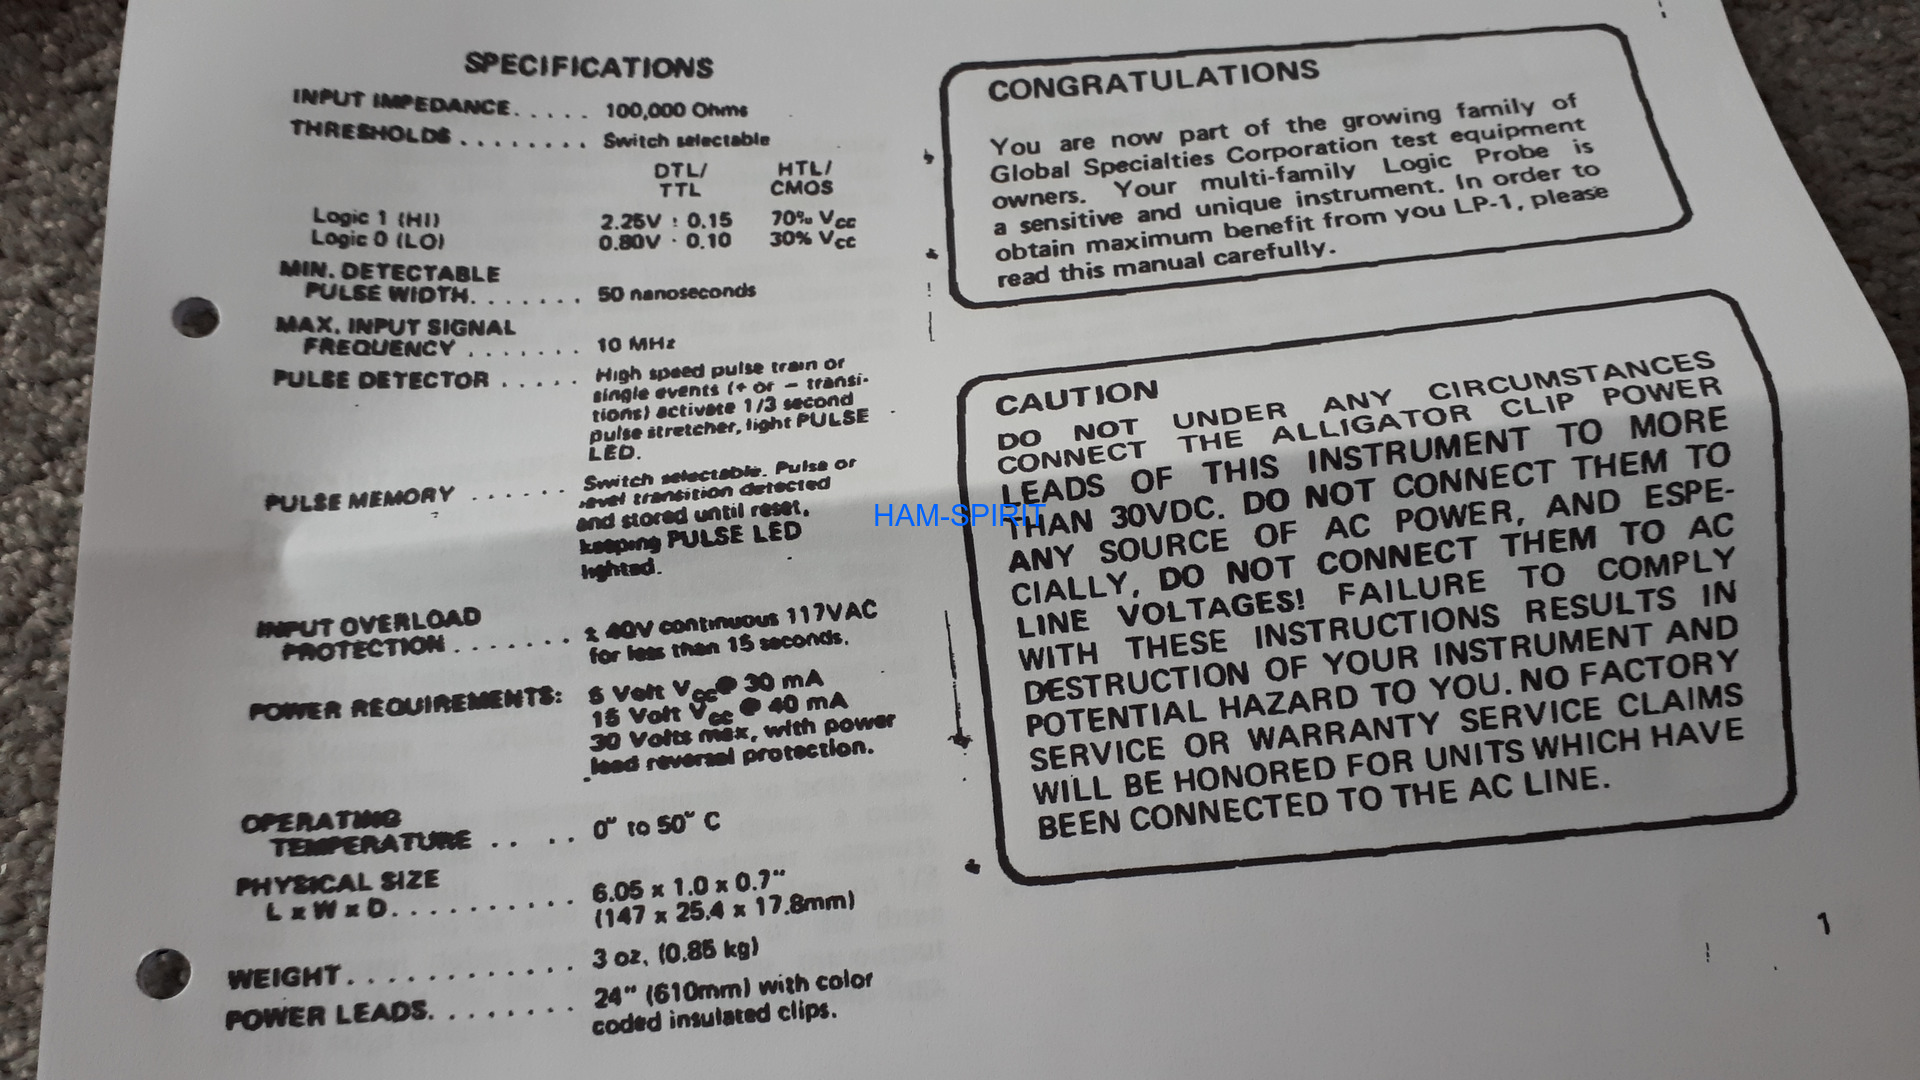 SPECIFICATIONS
INPUT IMPEDANCE. . . . . 100,000 Ohms
THRESHOLDS . . . . . . . . Switch selectable
DTL/ HTL/
TTL CMOS
Logic 1 (HI) 2.25V : 0.15 70% Vcc
Logic 0 (LO) 0.80V · 0.10 30% Vcc
MIN. DETECTABLE
PULSE WIDTH. . . . . . . 50 nanoseconds
MAX. INPUT SIGNAL
FREQUENCY . . . . . . . 10 MHz
PULSE DETECTOR . . . . . High speed pulse train or
single events (+ or — transi-
tions) activate 1/3 second
pulse stretcher, light PULSE
LED.
PULSE MEMORY . . . . . . Switch selectable. Pulse or
level transition detected
and stored until reset,
keeping PULSE LED
lighted.
INPUT OVERLOAD
PROTECTION . . . . . . . ± 40V continuous 117VAC
for less than 15 seconds.
POWER REQUIREMENTS: 5 Volt Vcc @ 30 mA
15 Volt Vcc @ 40 mA
30 Volts max, with power
lead reversal protection.
OPERATING
TEMPERATURE . . . . 0° to 50° C
PHYSICAL SIZE
L x W x D. . . . . . . . . . 6.05 x 1.0 x 0.7"
(147 x 25.4 x 17.8mm)
WEIGHT. . . . . . . . . . . . 3 oz. (0.85 kg)
POWER LEADS. . . . . . . . 24" (610mm) with color
coded insulated clips.
CONGRATULATIONS
You are now part of the growing family of
Global Specialties Corporation test equipment
owners. Your multi-family Logic Probe is
a sensitive and unique instrument. In order to
obtain maximum benefit from you LP-1, please
read this manual carefully.
CAUTION
DO NOT UNDER ANY CIRCUMSTANCES
CONNECT THE ALLIGATOR CLIP POWER
LEADS OF THIS INSTRUMENT TO MORE
THAN 30VDC. DO NOT CONNECT THEM TO
ANY SOURCE OF AC POWER, AND ESPE-
CIALLY, DO NOT CONNECT THEM TO AC
LINE VOLTAGES! FAILURE TO COMPLY
WITH THESE INSTRUCTIONS RESULTS IN
DESTRUCTION OF YOUR INSTRUMENT AND
POTENTIAL HAZARD TO YOU. NO FACTORY
SERVICE OR WARRANTY SERVICE CLAIMS
WILL BE HONORED FOR UNITS WHICH HAVE
BEEN CONNECTED TO THE AC LINE.
1
HAM-SPIRIT